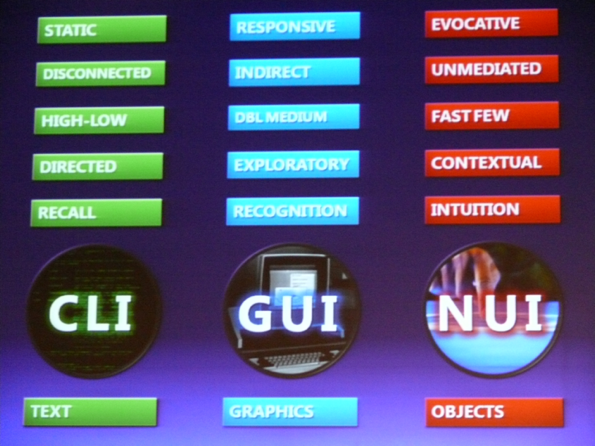 STATIC
RESPONSIVE
EVOCATIVE
DISCONNECTED
INDIRECT
UNMEDIATED
HIGH-LOW
DBL MEDIUM
FAST FEW
DIRECTED
EXPLORATORY
CONTEXTUAL
RECALL
RECOGNITION
INTUITION
CLI
GUI
NUI
TEXT
GRAPHICS
OBJECTS